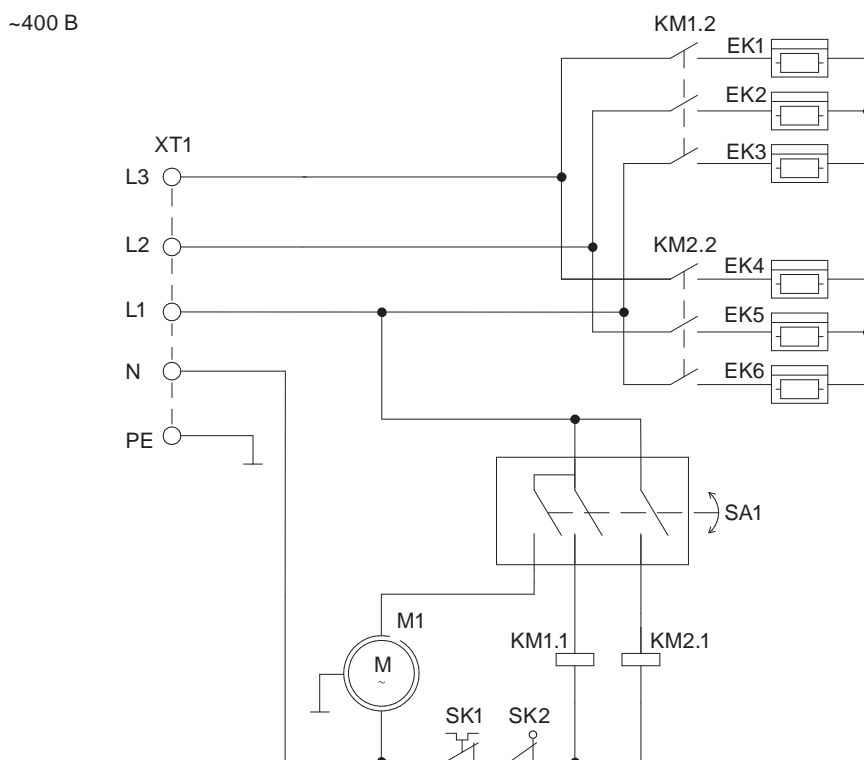 ~400 В
KM1.2
EK1
EK2
XT1
EK3
L3
L2
KM2.2
EK4
L1
EK5
N
EK6
PE
SA1
M1
KM1.1
KM2.1
M
~
SK1
SK2